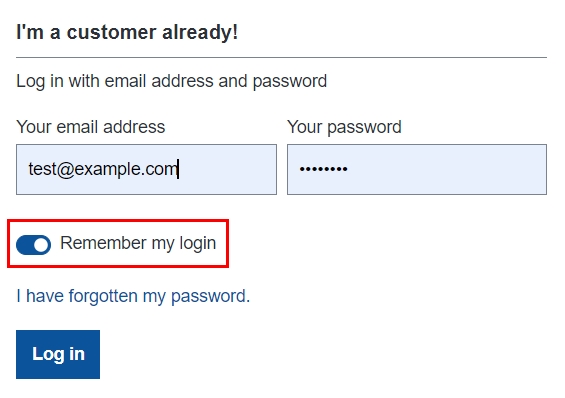 I'm a customer already!
Log in with email address and password
Your email address Your password
test@example.com ••••••••
Remember my login
I have forgotten my password.
Log in